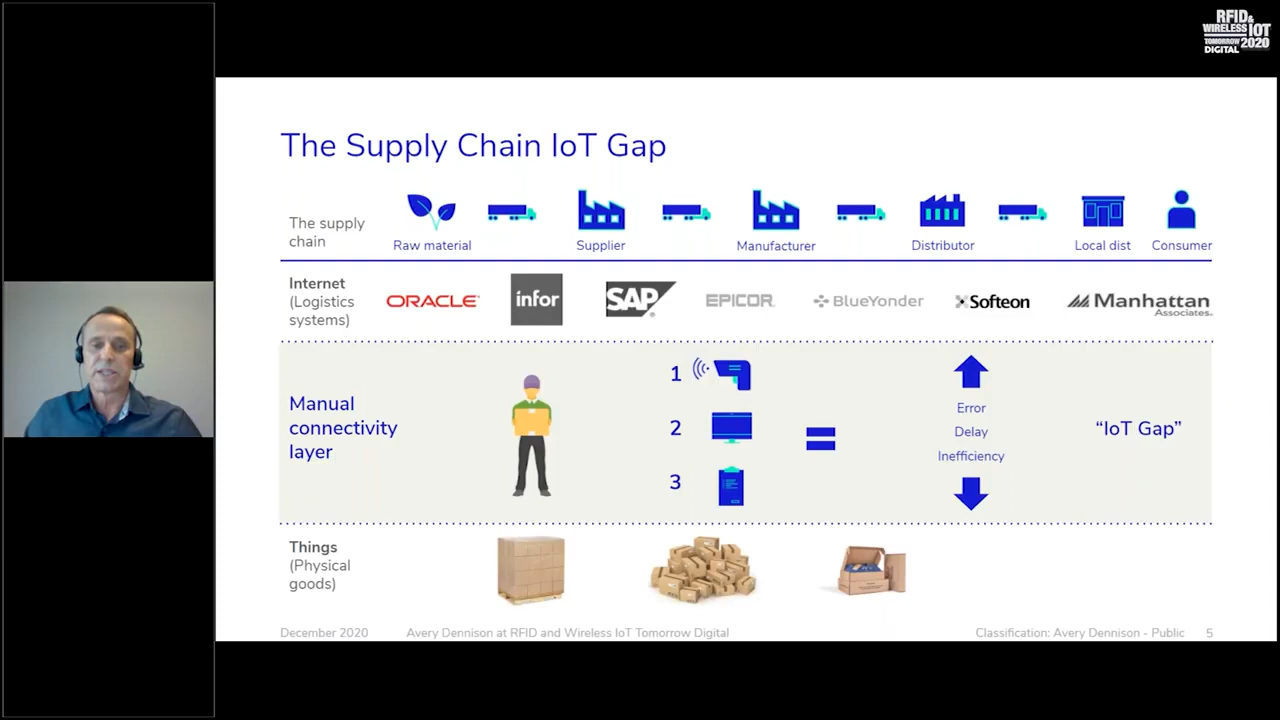 RFID&
WIRELESS IOT
TOMORROW 2020
DIGITAL
The Supply Chain IoT Gap
The supply
chain
Raw material
Supplier
Manufacturer
Distributor
Local dist
Consumer
Internet
(Logistics
systems)
ORACLE
infor
SAP
EPICOR
BlueYonder
Softeon
Manhattan
Associates.
Manual
connectivity
layer
1
2
3
Error
Delay
Inefficiency
“IoT Gap”
Things
(Physical
goods)
December 2020
Avery Dennison at RFID and Wireless IoT Tomorrow Digital
Classification: Avery Dennison - Public
5